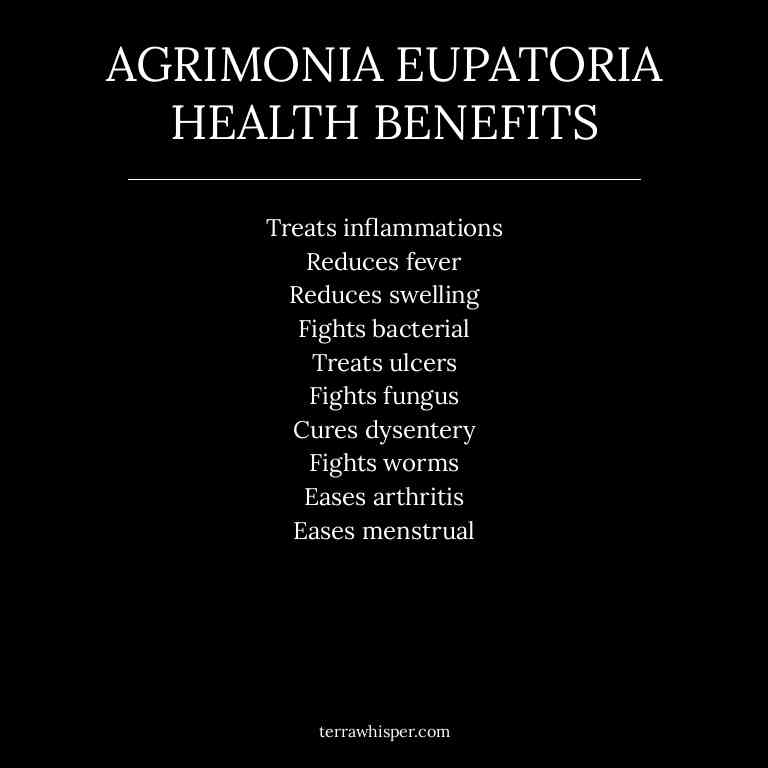 AGRIMONIA EUPATORIA
HEALTH BENEFITS
Treats inflammations
Reduces fever
Reduces swelling
Fights bacterial
Treats ulcers
Fights fungus
Cures dysentery
Fights worms
Eases arthritis
Eases menstrual
terrawhisper.com